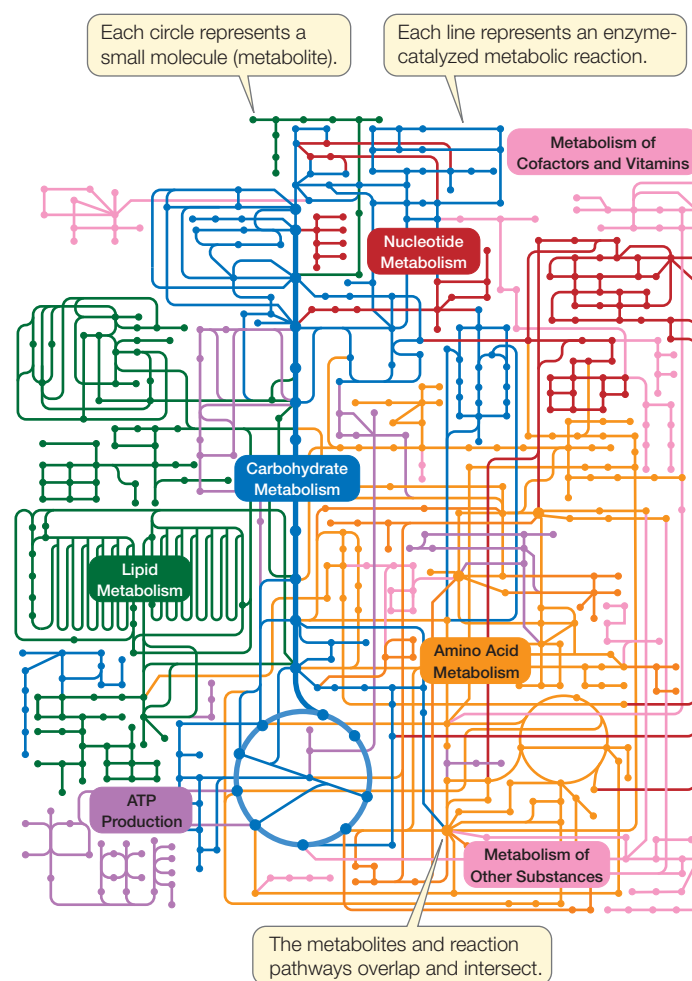 Each circle represents a
small molecule (metabolite).
Each line represents an enzyme-
catalyzed metabolic reaction.
Metabolism of
Cofactors and Vitamins
Nucleotide
Metabolism
Carbohydrate
Metabolism
Lipid
Metabolism
Amino Acid
Metabolism
ATP
Production
Metabolism of
Other Substances
The metabolites and reaction
pathways overlap and intersect.